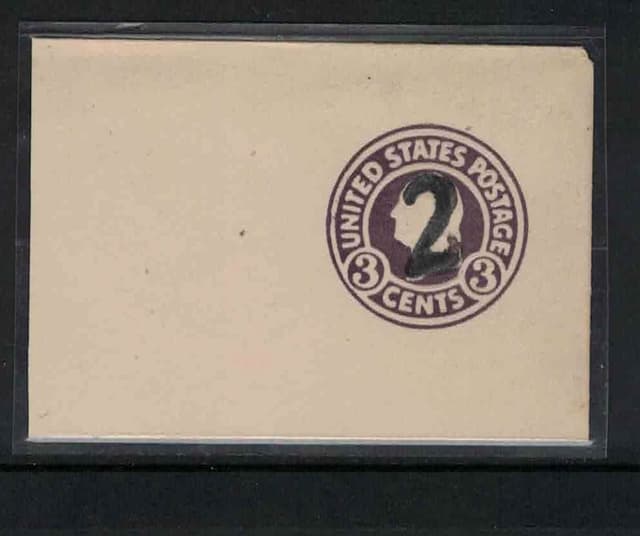 UNITED STATES POSTAGE
2
3 CENTS 3